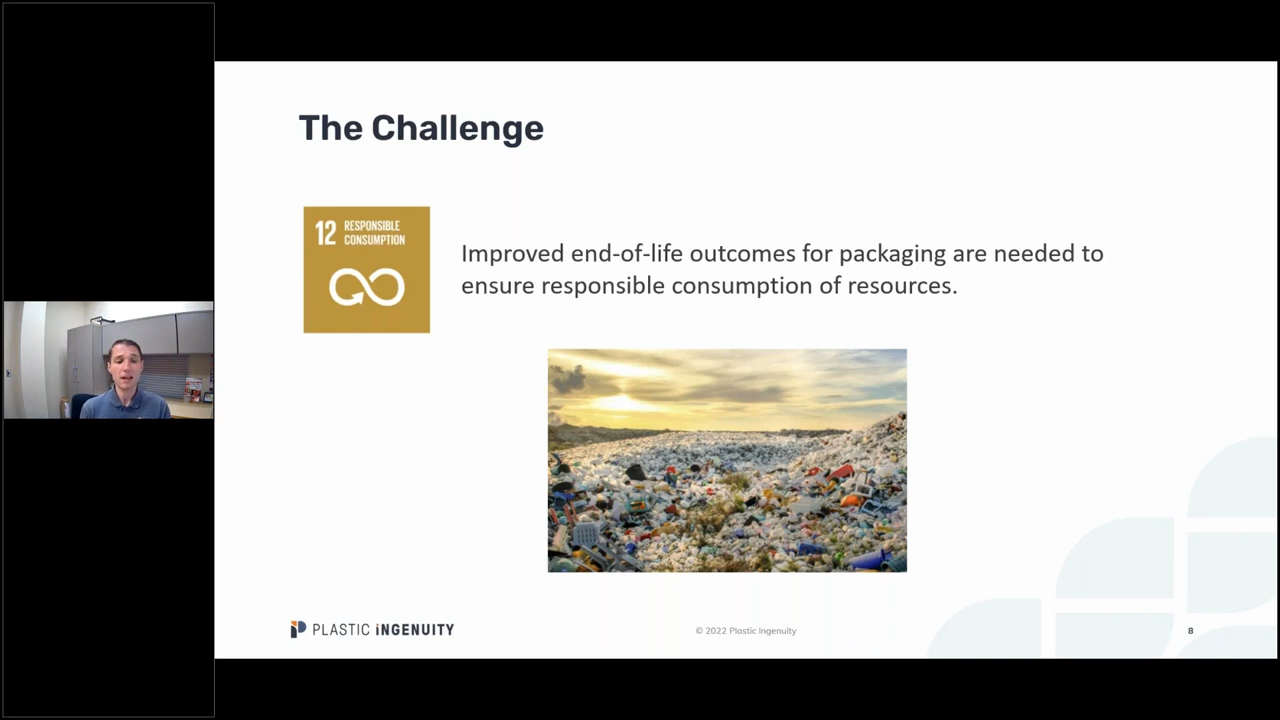 The Challenge
12 RESPONSIBLE
CONSUMPTION
Improved end-of-life outcomes for packaging are needed to
ensure responsible consumption of resources.
PLASTIC iNGENUITY
© 2022 Plastic Ingenuity
8